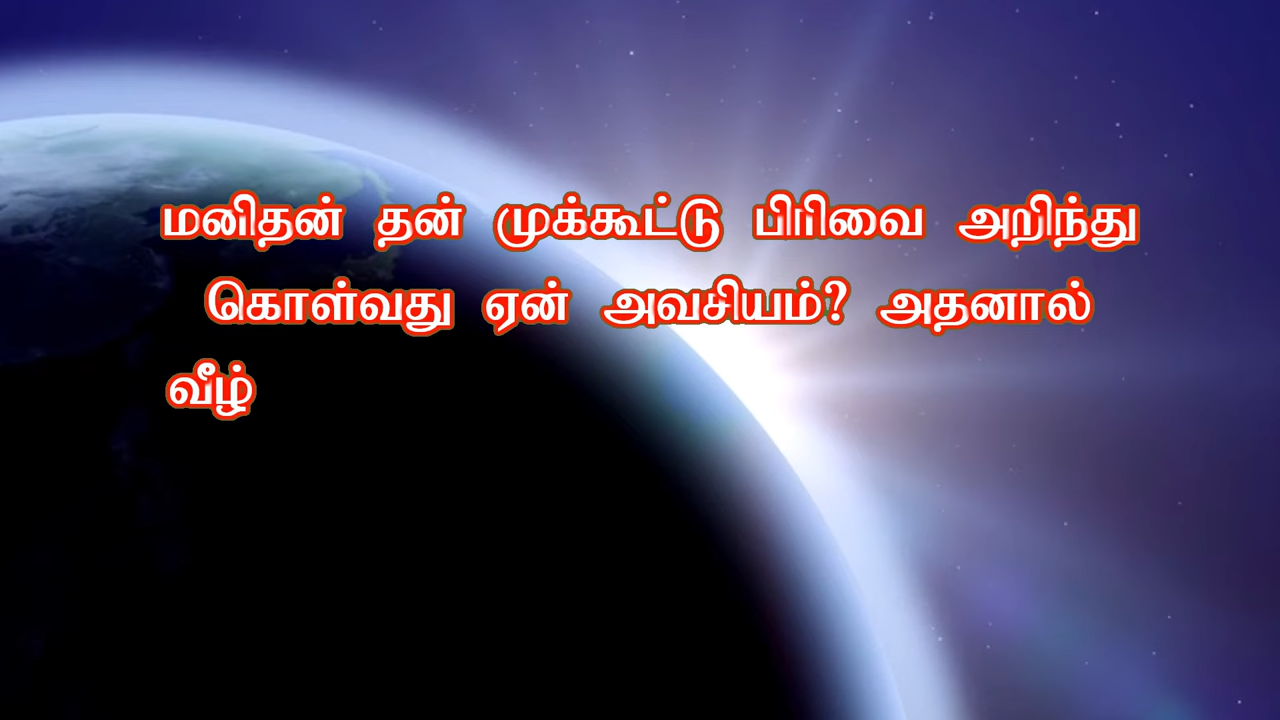 மனிதன் தன் முக்கூட்டு பிரிவை அறிந்து
கொள்வது ஏன் அவசியம்? அதனால்
வீழ்